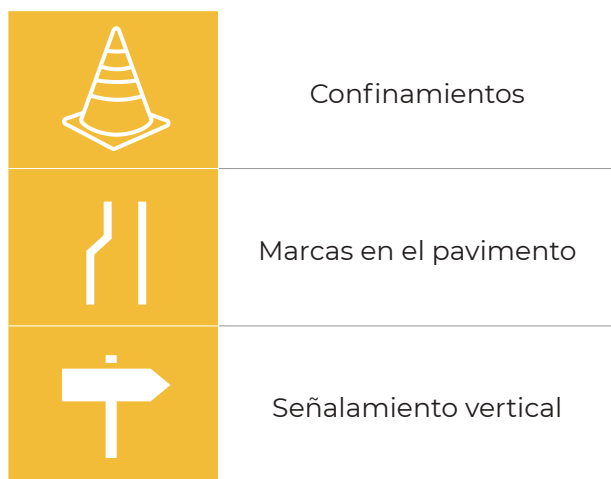 Confinamientos
Marcas en el pavimento
Señalamiento vertical